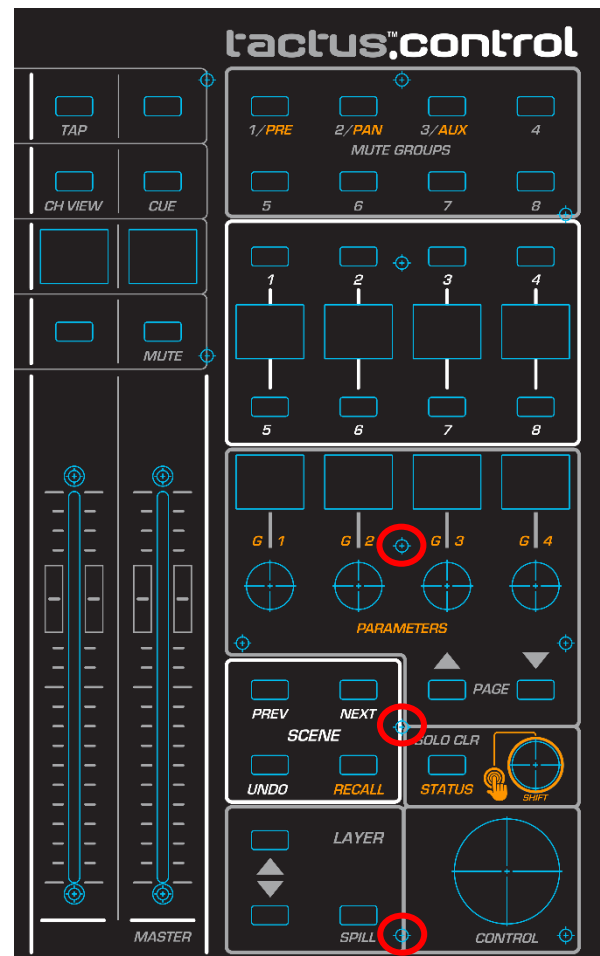 tactus™.control
TAP
1/PRE 2/PAN 3/AUX 4
MUTE GROUPS
CH VIEW CUE
5 6 7 8
1 2 3 4
MUTE
5 6 7 8
G 1 G 2 G 3 G 4
PARAMETERS
PAGE
PREV NEXT
SCENE
SOLO CLR
UNDO RECALL
STATUS
SHIFT
LAYER
MASTER
SPILL
CONTROL